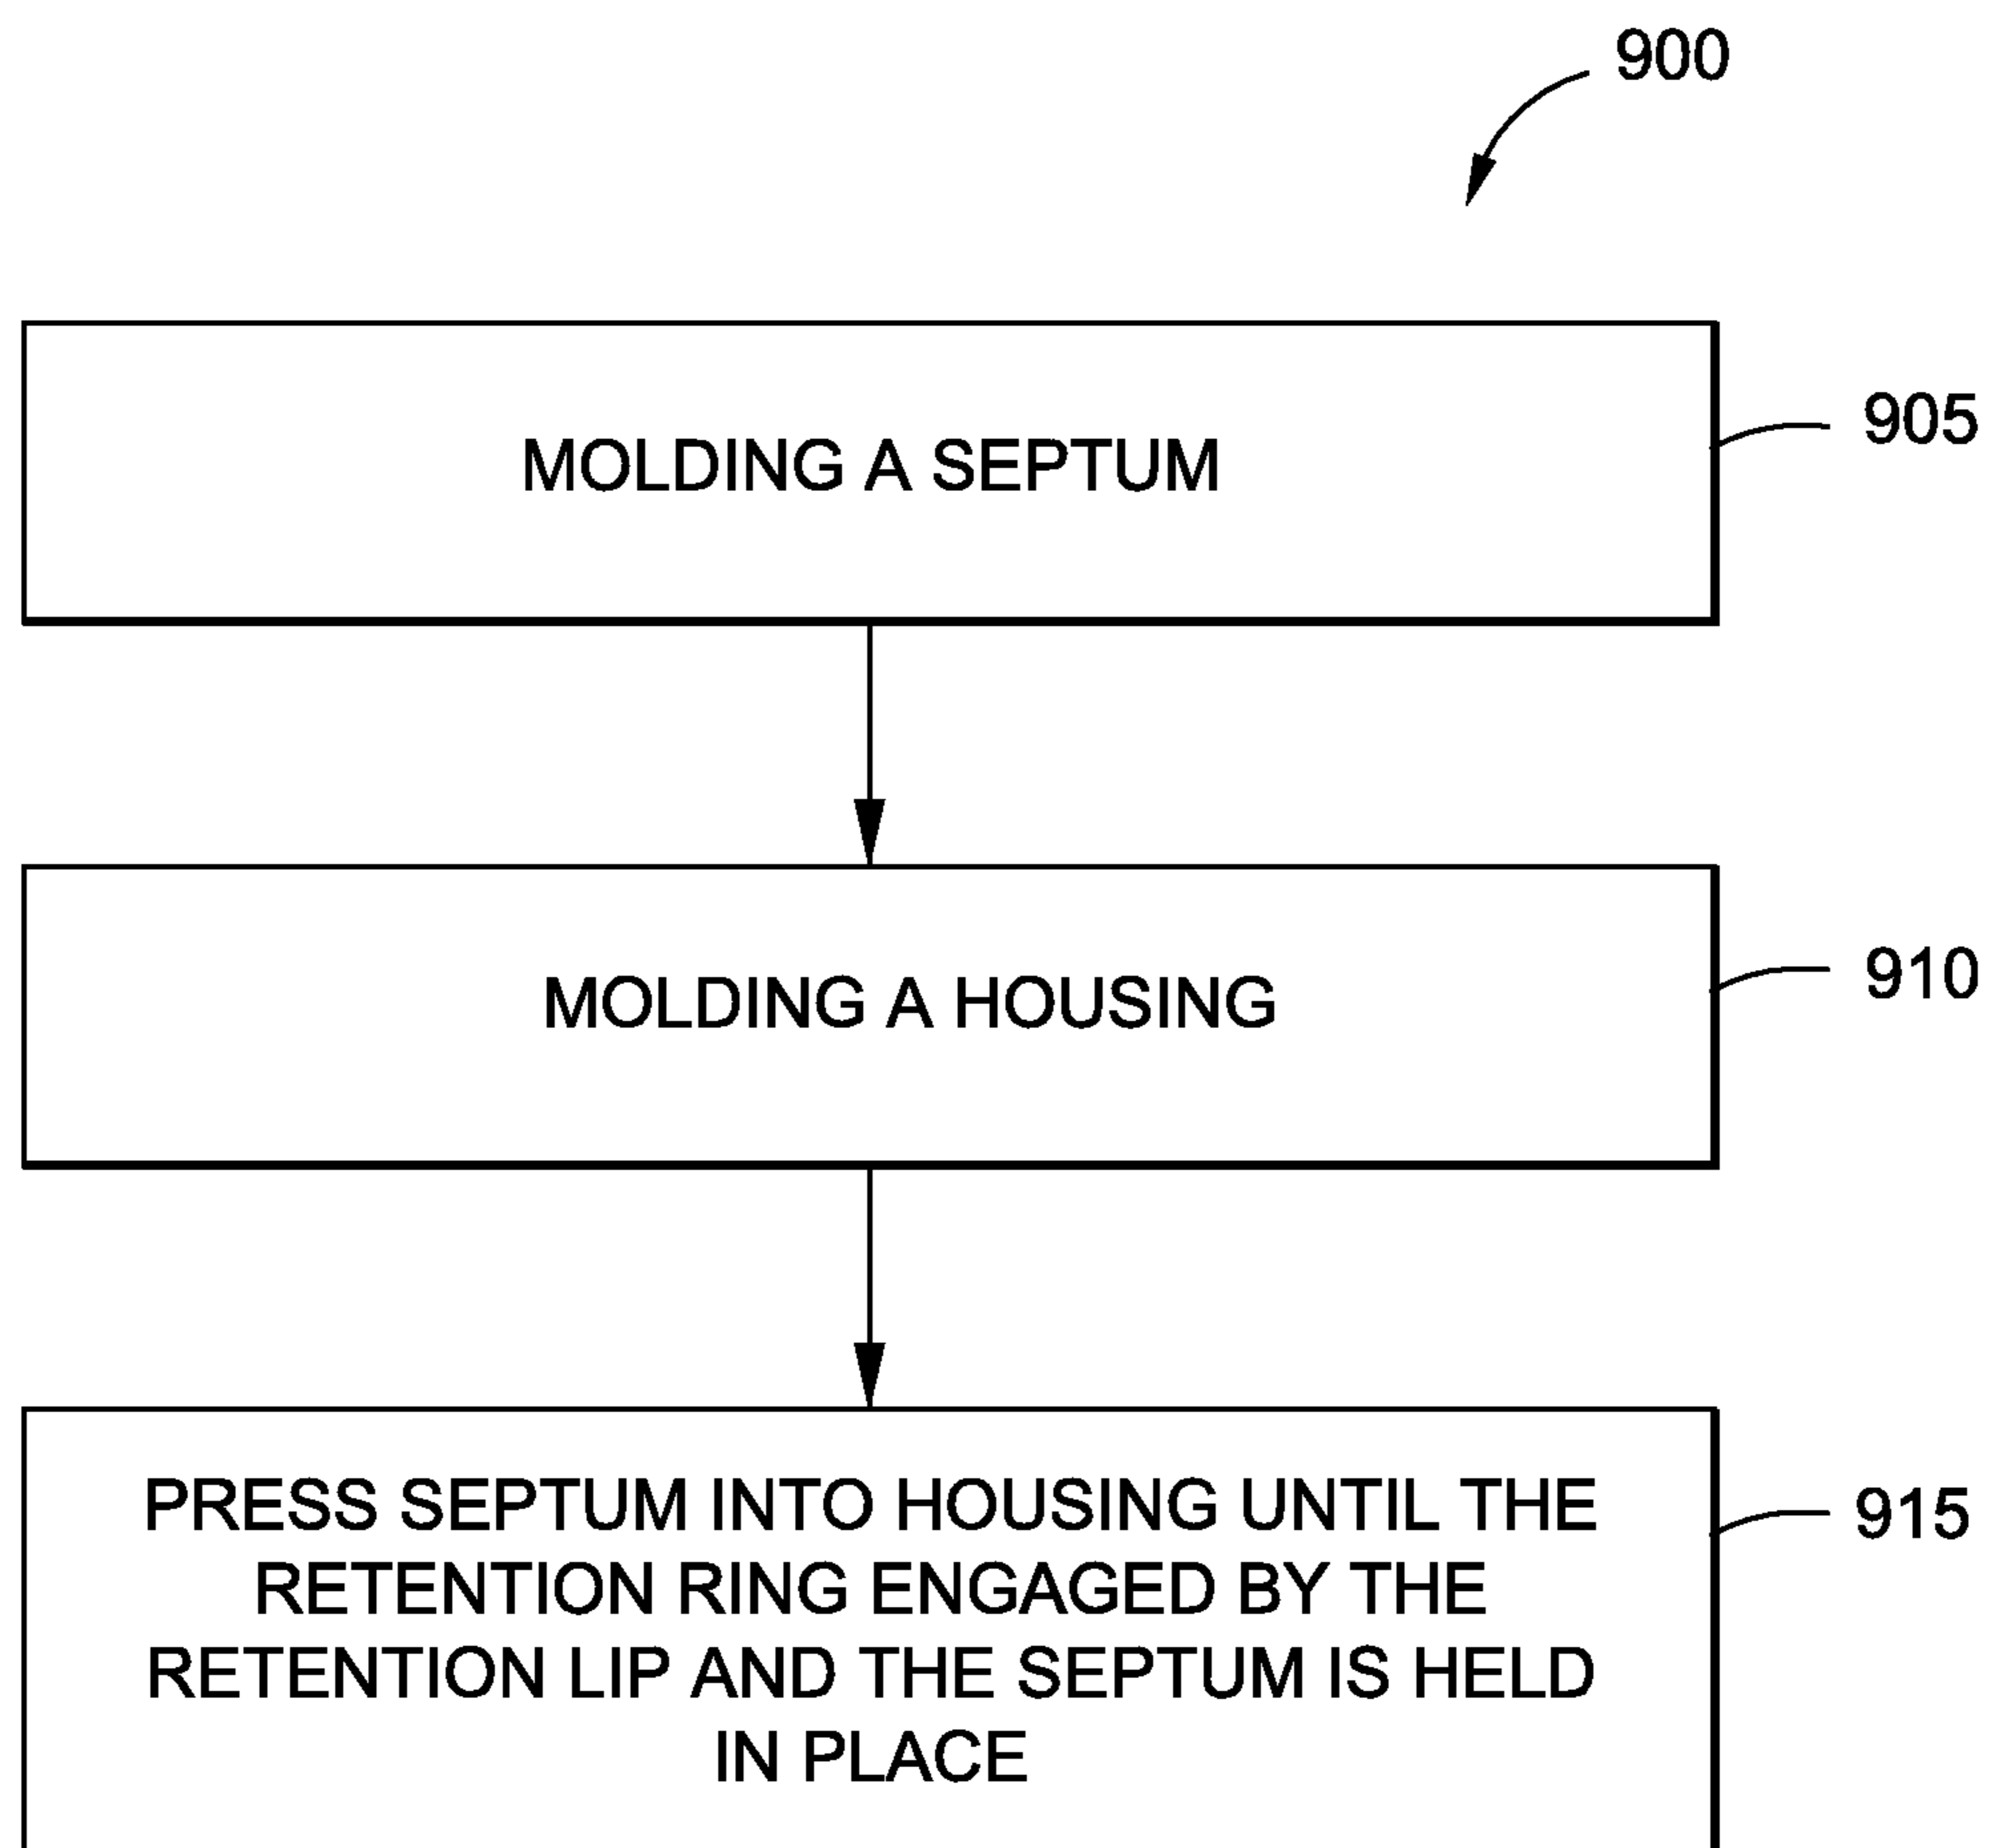 900
MOLDING A SEPTUM
905
MOLDING A HOUSING
910
PRESS SEPTUM INTO HOUSING UNTIL THE
RETENTION RING ENGAGED BY THE
RETENTION LIP AND THE SEPTUM IS HELD
IN PLACE
915